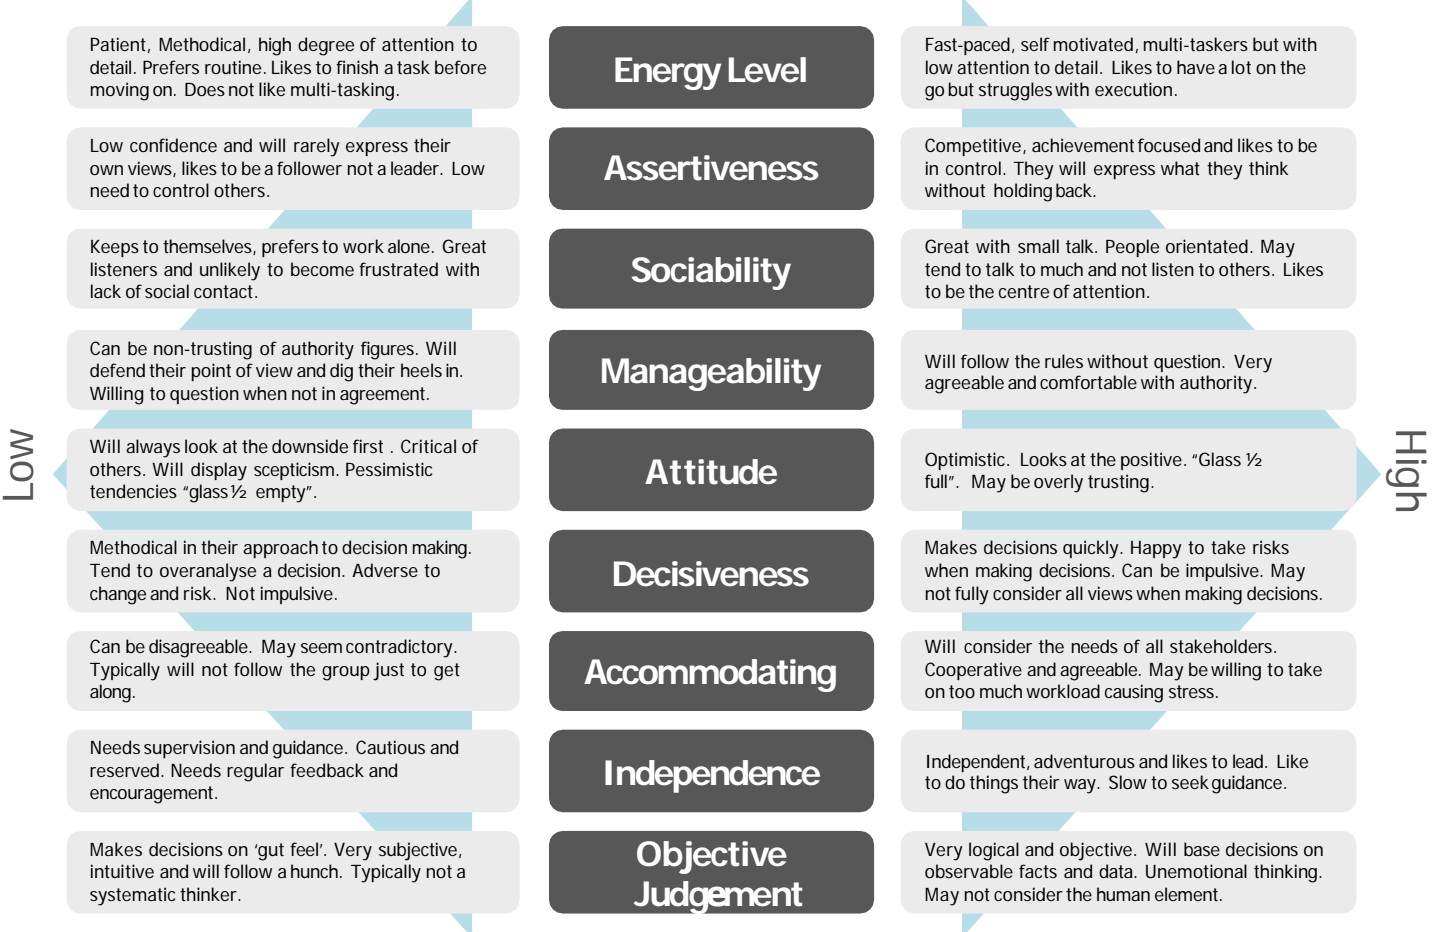 Patient, Methodical, high degree of attention to
detail. Prefers routine. Likes to finish a task before
moving on. Does not like multi-tasking.
Energy Level
Fast-paced, self motivated, multi-taskers but with
low attention to detail. Likes to have a lot on the
go but struggles with execution.
Low confidence and will rarely express their
own views, likes to be a follower not a leader. Low
need to control others.
Assertiveness
Competitive, achievement focused and likes to be
in control. They will express what they think
without holding back.
Keeps to themselves, prefers to work alone. Great
listeners and unlikely to become frustrated with
lack of social contact.
Sociability
Great with small talk. People orientated. May
tend to talk to much and not listen to others. Likes
to be the centre of attention.
Can be non-trusting of authority figures. Will
defend their point of view and dig their heels in.
Willing to question when not in agreement.
Manageability
Will follow the rules without question. Very
agreeable and comfortable with authority.
Low
Will always look at the downside first . Critical of
others. Will display scepticism. Pessimistic
tendencies “glass ½ empty”.
Attitude
Optimistic. Looks at the positive. “Glass ½
full”. May be overly trusting.
High
Methodical in their approach to decision making.
Tend to overanalyse a decision. Adverse to
change and risk. Not impulsive.
Decisiveness
Makes decisions quickly. Happy to take risks
when making decisions. Can be impulsive. May
not fully consider all views when making decisions.
Can be disagreeable. May seem contradictory.
Typically will not follow the group just to get
along.
Accommodating
Will consider the needs of all stakeholders.
Cooperative and agreeable. May be willing to take
on too much workload causing stress.
Needs supervision and guidance. Cautious and
reserved. Needs regular feedback and
encouragement.
Independence
Independent, adventurous and likes to lead. Like
to do things their way. Slow to seek guidance.
Makes decisions on ‘gut feel’. Very subjective,
intuitive and will follow a hunch. Typically not a
systematic thinker.
Objective
Judgement
Very logical and objective. Will base decisions on
observable facts and data. Unemotional thinking.
May not consider the human element.